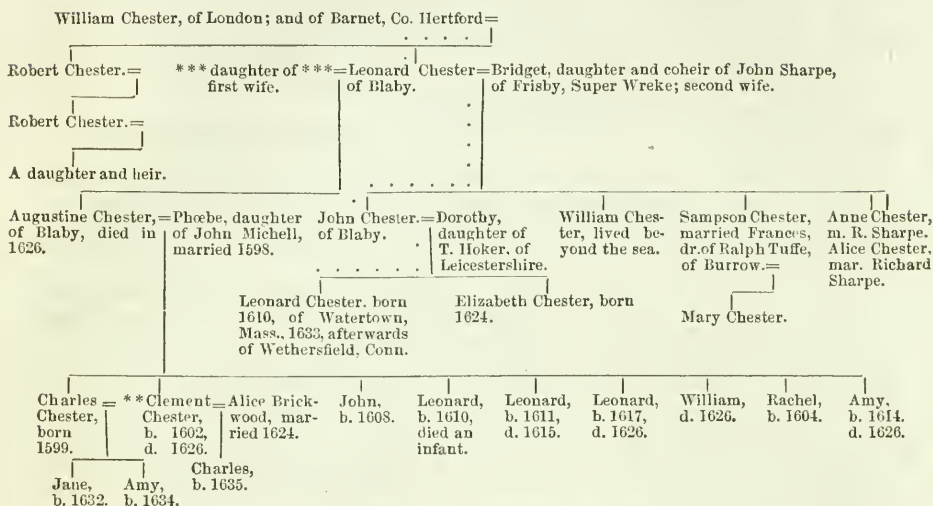 William Chester, of London; and of Barnet, Co. Hertford=
Robert Chester.=
* * * daughter of * * *=Leonard Chester=Bridget, daughter and coheir of John Sharpe,
first wife.
of Blaby.
of Frisby, Super Wreke; second wife.
Robert Chester.=
A daughter and heir.
Augustine Chester,=
of Blaby, died in
1626.
Phœbe, daughter
of John Michell,
married 1598.
John Chester.=
of Blaby.
Dorothy,
daughter of
T. Hoker, of
Leicestershire.
William Ches-
ter, lived be-
yond the sea.
Sampson Chester,
married Frances,
dr. of Ralph Tuffe,
of Burrow.=
Anne Chester,
m. R. Sharpe.
Alice Chester,
mar. Richard
Sharpe.
Leonard Chester. born
1610, of Watertown,
Mass., 1633, afterwards
of Wethersfield, Conn.
Elizabeth Chester, born
1624.
Mary Chester.
Charles =
Chester,
born
1599.
* * Clement=
Chester,
b. 1602,
d. 1626.
Alice Brick-
wood, mar-
ried 1624.
John,
b. 1608.
Leonard,
b. 1610,
died an
infant.
Leonard,
b. 1611,
d. 1615.
Leonard,
b. 1617,
d. 1626.
William,
d. 1626.
Rachel,
b. 1604.
Amy,
b. 1614.
d. 1626.
Jane,
b. 1632.
Amy,
b. 1634.
Charles,
b. 1635.